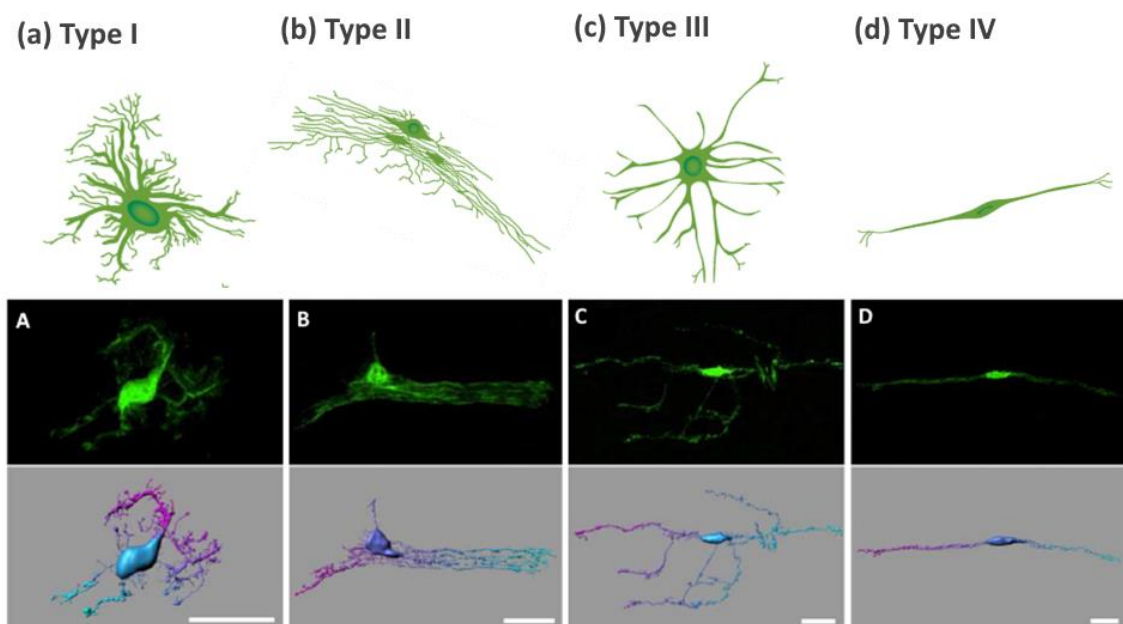 (a) Type I
(b) Type II
(c) Type III
(d) Type IV
A
B
C
D